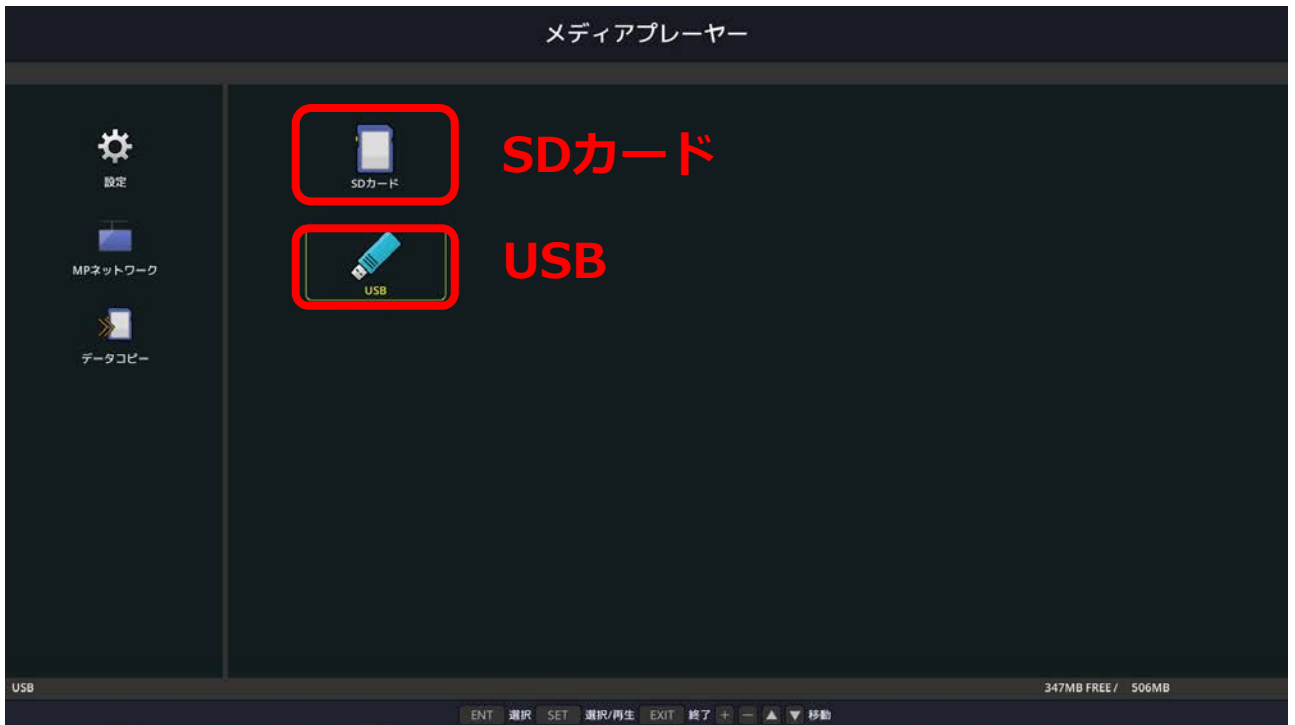 メディアプレーヤー
設定
MPネットワーク
データコピー
SDカード
SDカード
USB
USB
USB
347MB FREE / 506MB
ENT 選択 SET 選択/再生 EXIT 終了 + − ▲ ▼ 移動